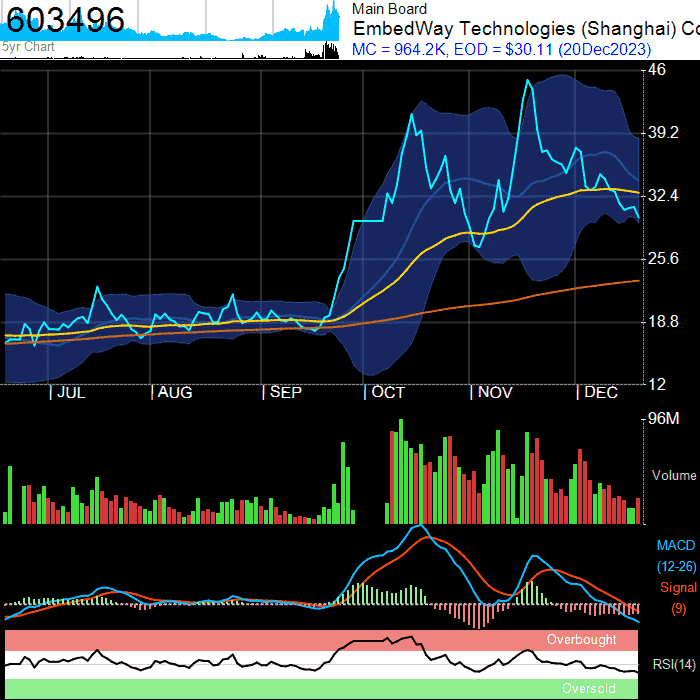 603496
5yr Chart
Main Board
EmbedWay Technologies (Shanghai) Co
MC = 964.2K, EOD = $30.11 (20Dec2023)
46
39.2
32.4
25.6
18.8
12
JUL
AUG
SEP
OCT
NOV
DEC
96M
Volume
MACD
(12-26)
Signal
(9)
Overbought
RSI(14)
Oversold